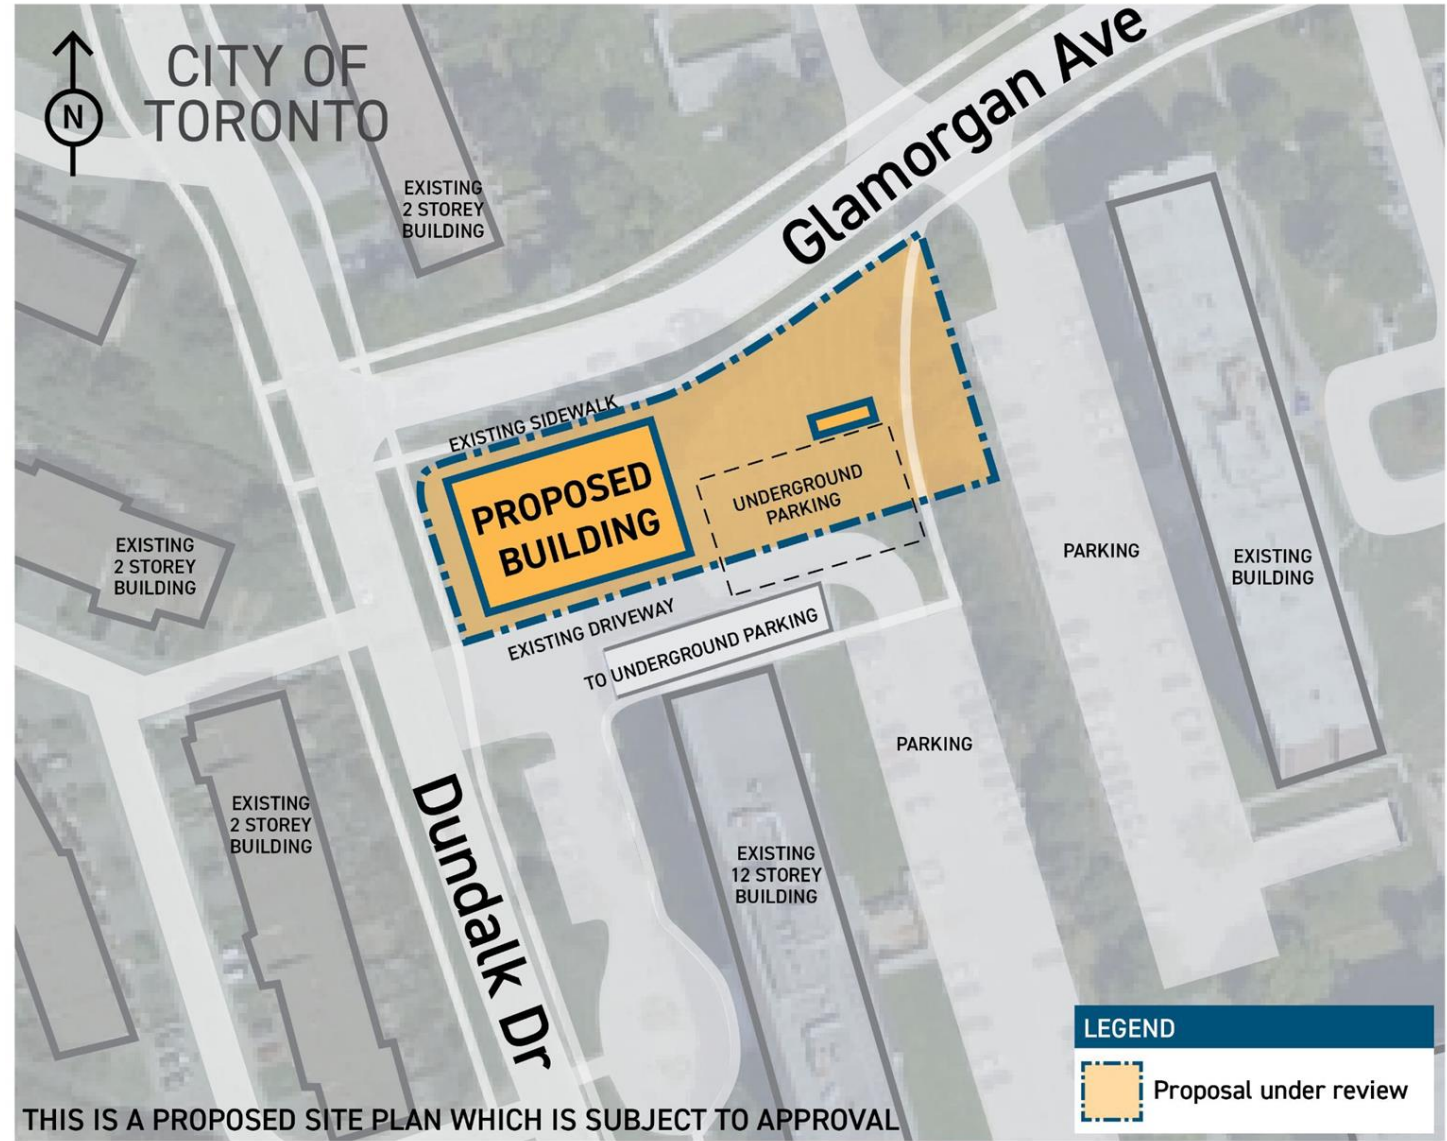 N
CITY OF
TORONTO
Glamorgan Ave
EXISTING
2 STOREY
BUILDING
EXISTING SIDEWALK
PROPOSED
BUILDING
UNDERGROUND
PARKING
EXISTING
2 STOREY
BUILDING
PARKING
EXISTING
BUILDING
EXISTING DRIVEWAY
TO UNDERGROUND PARKING
PARKING
EXISTING
2 STOREY
BUILDING
Dundalk Dr
EXISTING
12 STOREY
BUILDING
LEGEND
Proposal under review
THIS IS A PROPOSED SITE PLAN WHICH IS SUBJECT TO APPROVAL